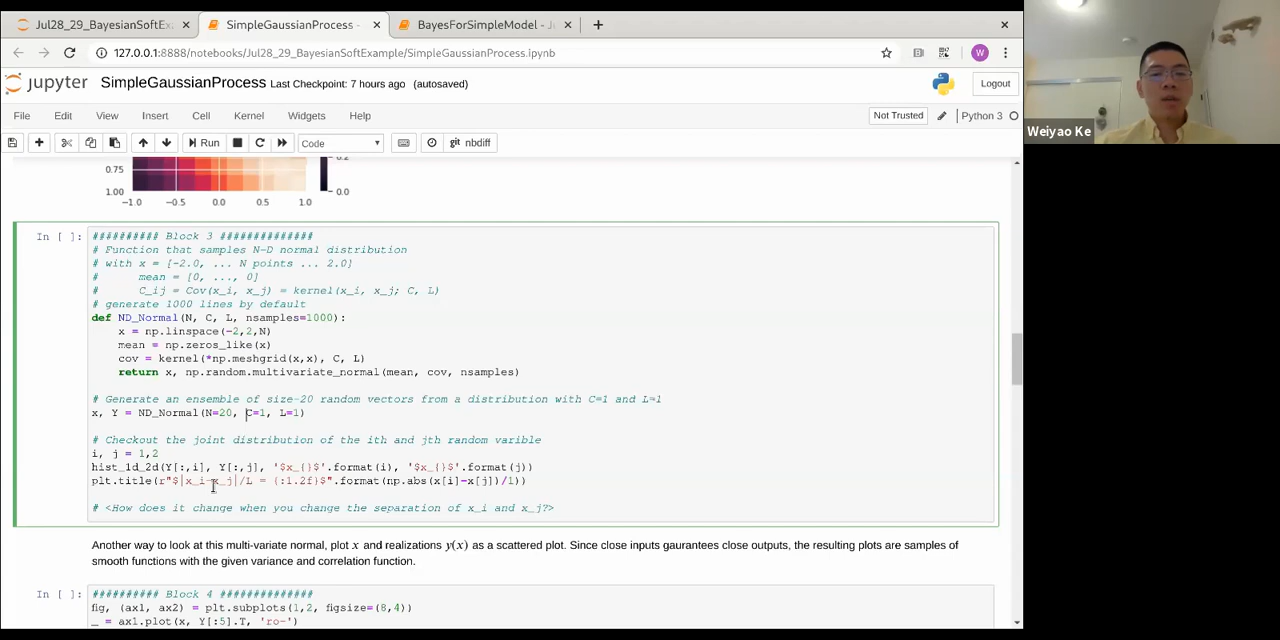 Jul28_29_BayesianSoftEx
SimpleGaussianProcess -
BayesForSimpleModel - J
127.0.0.1:8888/notebooks/Jul28_29_BayesianSoftExample/SimpleGaussianProcess.ipynb
W
jupyter SimpleGaussianProcess Last Checkpoint: 7 hours ago (autosaved)
Logout
File Edit View Insert Cell Kernel Widgets Help
Not Trusted
Python 3
Run
Code
git nbdiff
Weiyao Ke
0.75
1.00
0.2
0.0
-1.0 -0.5 0.0 0.5 1.0
In [ ]:
########## Block 3 ##############
# Function that samples N-D normal distribution
# with x = [-2.0, ... N points ... 2.0]
# mean = [0, ..., 0]
# C_ij = Cov(x_i, x_j) = kernel(x_i, x_j; C, L)
# generate 1000 lines by default
def ND_Normal(N, C, L, nsamples=1000):
x = np.linspace(-2,2,N)
mean = np.zeros_like(x)
cov = kernel(*np.meshgrid(x,x), C, L)
return x, np.random.multivariate_normal(mean, cov, nsamples)
# Generate an ensemble of size-20 random vectors from a distribution with C=1 and L=1
x, Y = ND_Normal(N=20, C=1, L=1)
# Checkout the joint distribution of the ith and jth random varible
i, j = 1,2
hist_1d_2d(Y[:,i], Y[:,j], '$x_{}$'.format(i), '$x_{}$'.format(j))
plt.title(r"$|x_i-x_j|/L = {:1.2f}$".format(np.abs(x[i]-x[j])/1))
# <How does it change when you change the separation of x_i and x_j?>
Another way to look at this multi-variate normal, plot x and realizations y(x) as a scattered plot. Since close inputs gaurantees close outputs, the resulting plots are samples of
smooth functions with the given variance and correlation function.
In [ ]:
########## Block 4 ##############
fig, (ax1, ax2) = plt.subplots(1,2, figsize=(8,4))
_ = ax1.plot(x, Y[:5].T, 'ro-')